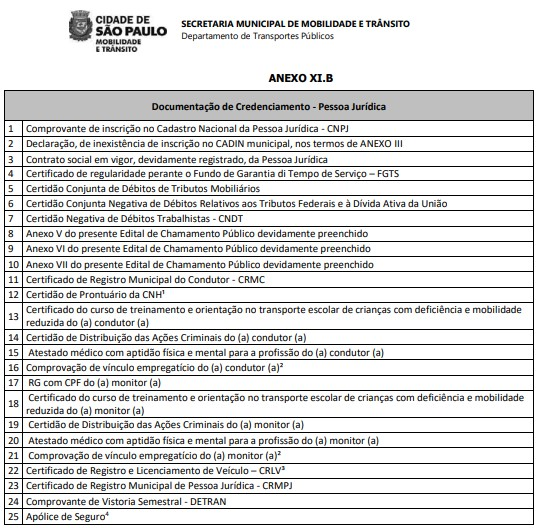 CIDADE DE
SÃO PAULO
MOBILIDADE
E TRÂNSITO
SECRETARIA MUNICIPAL DE MOBILIDADE E TRÂNSITO
Departamento de Transportes Públicos
ANEXO XI.B
Documentação de Credenciamento - Pessoa Jurídica
1 Comprovante de inscrição no Cadastro Nacional da Pessoa Jurídica - CNPJ
2 Declaração, de inexistência de inscrição no CADIN municipal, nos termos de ANEXO III
3 Contrato social em vigor, devidamente registrado, da Pessoa Jurídica
4 Certificado de regularidade perante o Fundo de Garantia di Tempo de Serviço – FGTS
5 Certidão Conjunta de Débitos de Tributos Mobiliários
6 Certidão Conjunta Negativa de Débitos Relativos aos Tributos Federais e à Dívida Ativa da União
7 Certidão Negativa de Débitos Trabalhistas - CNDT
8 Anexo V do presente Edital de Chamamento Público devidamente preenchido
9 Anexo VI do presente Edital de Chamamento Público devidamente preenchido
10 Anexo VII do presente Edital de Chamamento Público devidamente preenchido
11 Certificado de Registro Municipal do Condutor - CRMC
12 Certidão de Prontuário da CNH¹
13 Certificado do curso de treinamento e orientação no transporte escolar de crianças com deficiência e mobilidade
reduzida do (a) condutor (a)
14 Certidão de Distribuição das Ações Criminais do (a) condutor (a)
15 Atestado médico com aptidão física e mental para a profissão do (a) condutor (a)
16 Comprovação de vínculo empregatício do (a) condutor (a)²
17 RG com CPF do (a) monitor (a)
18 Certificado do curso de treinamento e orientação no transporte escolar de crianças com deficiência e mobilidade
reduzida do (a) monitor (a)
19 Certidão de Distribuição das Ações Criminais do (a) monitor (a)
20 Atestado médico com aptidão física e mental para a profissão do (a) monitor (a)
21 Comprovação de vínculo empregatício do (a) monitor (a)²
22 Certificado de Registro e Licenciamento de Veículo – CRLV³
23 Certificado de Registro Municipal de Pessoa Jurídica - CRMPJ
24 Comprovante de Vistoria Semestral - DETRAN
25 Apólice de Seguro⁴